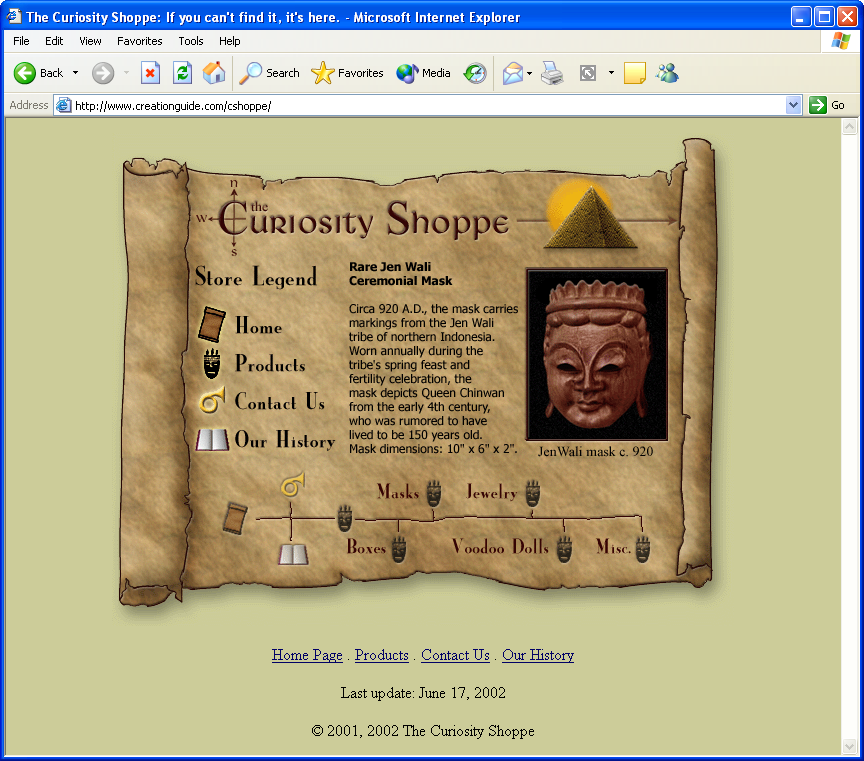 The Curiosity Shoppe: If you can't find it, it's here. - Microsoft Internet Explorer
File Edit View Favorites Tools Help
Back Search Favorites Media
Address http://www.creationguide.com/cshoppe/ Go
n
the
W Curiosity Shoppe
s
Store Legend
Home
Products
Contact Us
Our History
Rare Jen Wali
Ceremonial Mask
Circa 920 A.D., the mask carries
markings from the Jen Wali
tribe of northern Indonesia.
Worn annually during the
tribe's spring feast and
fertility celebration, the
mask depicts Queen Chinwan
from the early 4th century,
who was rumored to have
lived to be 150 years old.
Mask dimensions: 10" x 6" x 2".
JenWali mask c. 920
Masks Jewelry
Boxes Voodoo Dolls Misc.
Home Page . Products . Contact Us . Our History
Last update: June 17, 2002
© 2001, 2002 The Curiosity Shoppe